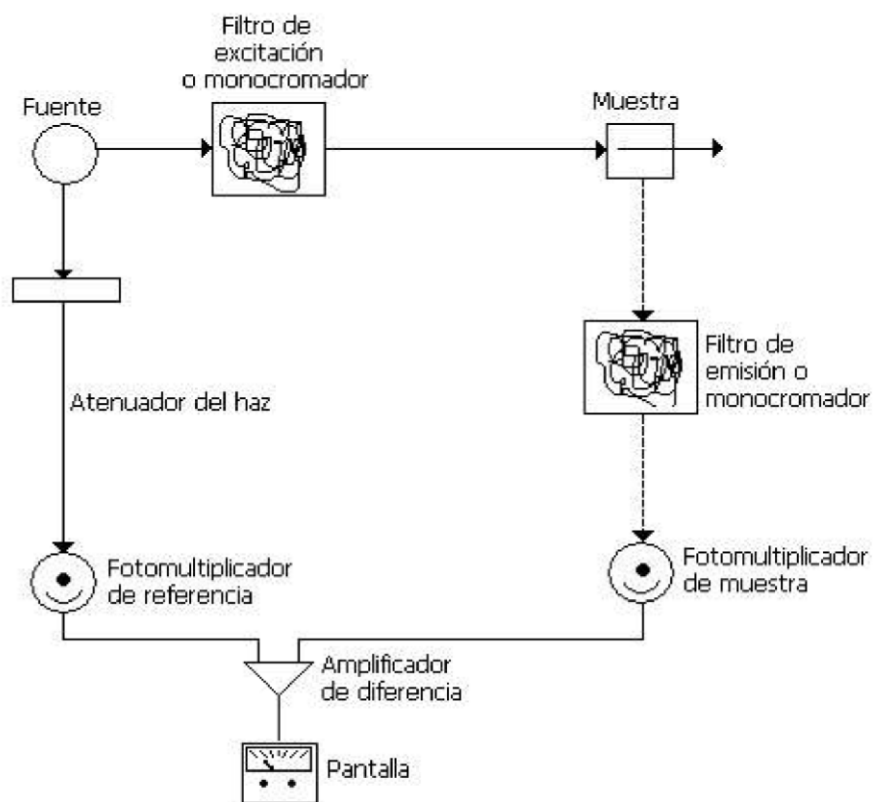 Filtro de
excitación
o monocromador
Fuente
Muestra
Filtro de
emisión o
monocromador
Atenuador del haz
Fotomultiplicador
de referencia
Fotomultiplicador
de muestra
Amplificador
de diferencia
Pantalla